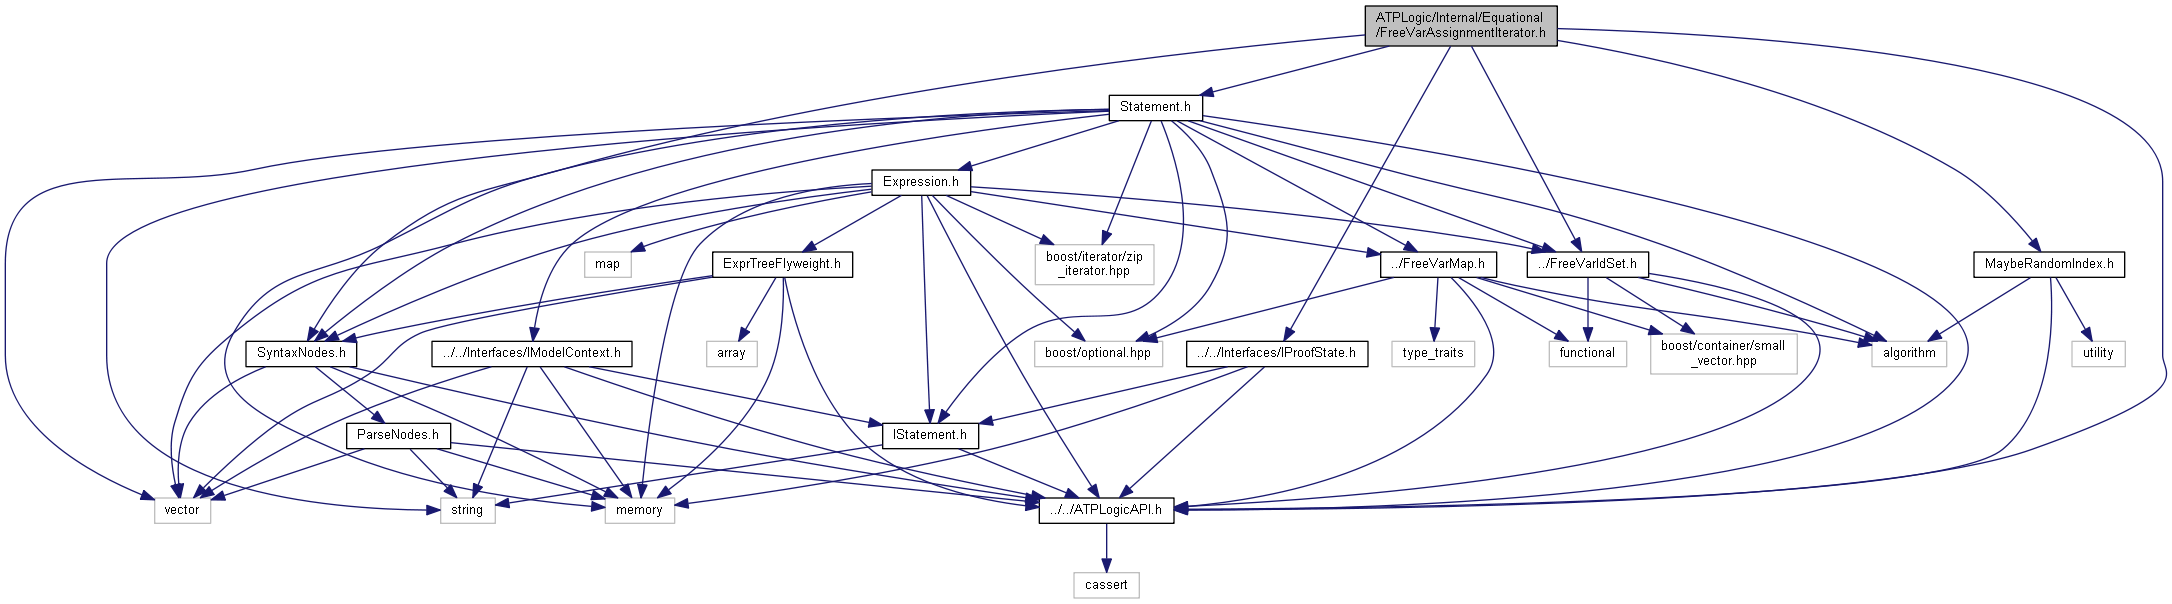 ATPLogic/Internal/Equational
/FreeVarAssignmentIterator.h
Statement.h
Expression.h
map
ExprTreeFlyweight.h
boost/iterator/zip
_iterator.hpp
../FreeVarMap.h
../FreeVarIdSet.h
MaybeRandomIndex.h
SyntaxNodes.h
../../Interfaces/IModelContext.h
array
boost/optional.hpp
../../Interfaces/IProofState.h
type_traits
functional
boost/container/small
_vector.hpp
algorithm
utility
ParseNodes.h
IStatement.h
vector
string
memory
../../ATPLogicAPI.h
cassert